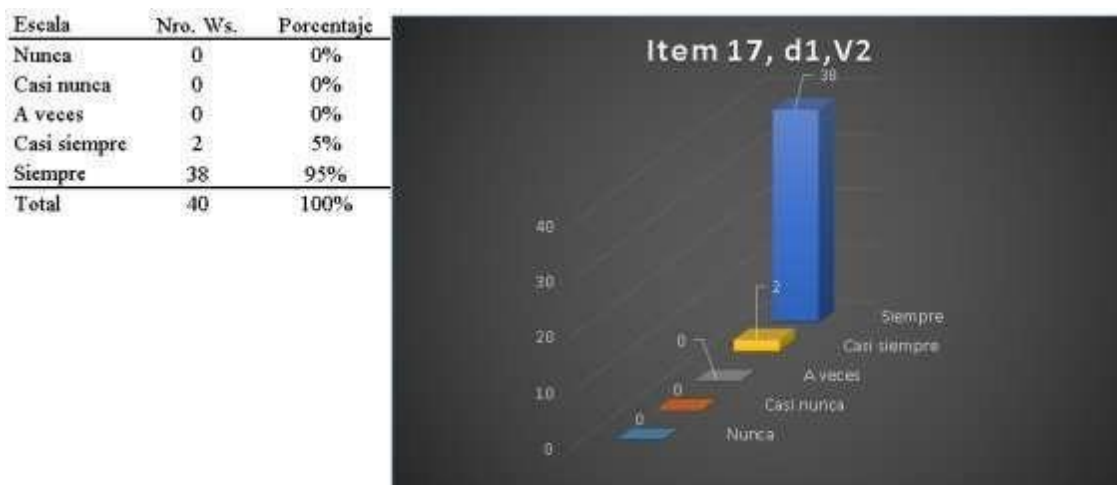 Escala Nro. Ws. Porcentaje
Nunca 0 0%
Casi nunca 0 0%
A veces 0 0%
Casi siempre 2 5%
Siempre 38 95%
Total 40 100%
Item 17, d1,V2
38
40
30
20
10
0
2
0
0
0
Siempre
Casi siempre
A veces
Casi nunca
Nunca